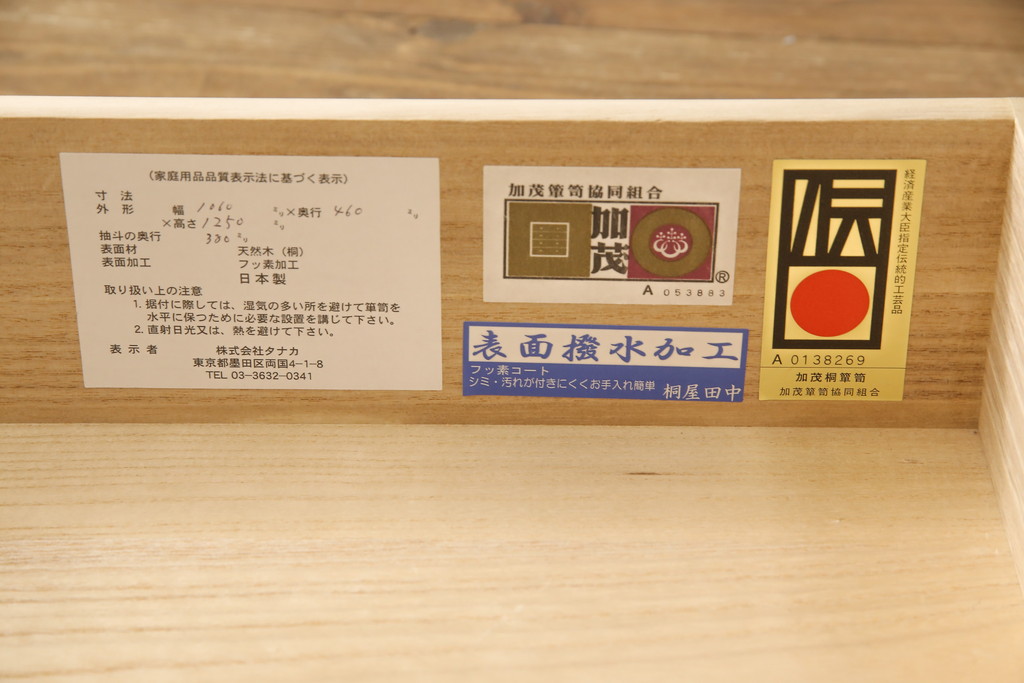 (家庭用品品質表示法に基づく表示)
寸法
外形 幅 1060 ㍉×奥行 460 ㍉
×高さ 1250 ㍉
抽斗の奥行 380 ㍉
表面材 天然木(桐)
表面加工 フッ素加工
日本製
取り扱い上の注意
1. 据付に際しては、湿気の多い所を避けて箪笥を
水平に保つために必要な設置を講じて下さい。
2. 直射日光又は、熱を避けて下さい。
表示者 株式会社タナカ
東京都墨田区両国4-1-8
TEL 03-3632-0341
加茂箪笥協同組合
加茂
®
A 053883
表面撥水加工
フッ素コート
シミ・汚れが付きにくくお手入れ簡単
桐屋田中
伝
経済産業大臣指定伝統的工芸品
A 0138269
加茂桐箪笥
加茂箪笥協同組合